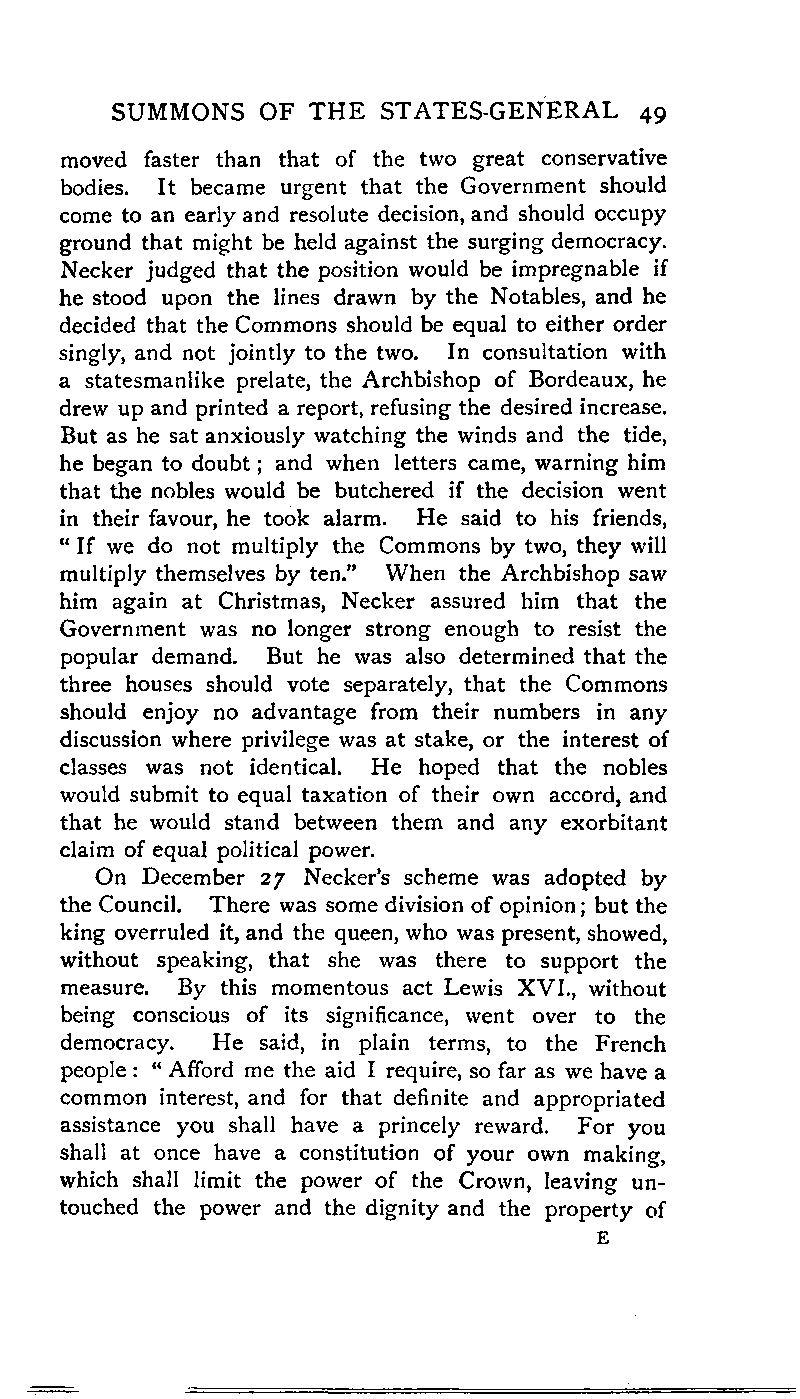 SUMMONS OF THE STATES-GENERAL 49
moved faster than that of the two great conservative
bodies. It became urgent that the Government should
come to an early and resolute decision, and should occupy
ground that might be held against the surging democracy.
Necker judged that the position would be impregnable if
he stood upon the lines drawn by the Notables, and he
decided that the Commons should be equal to either order
singly, and not jointly to the two. In consultation with
a statesmanlike prelate, the Archbishop of Bordeaux, he
drew up and printed a report, refusing the desired increase.
But as he sat anxiously watching the winds and the tide,
he began to doubt ; and when letters came, warning him
that the nobles would be butchered if the decision went
in their favour, he took alarm. He said to his friends,
“ If we do not multiply the Commons by two, they will
multiply themselves by ten.” When the Archbishop saw
him again at Christmas, Necker assured him that the
Government was no longer strong enough to resist the
popular demand. But he was also determined that the
three houses should vote separately, that the Commons
should enjoy no advantage from their numbers in any
discussion where privilege was at stake, or the interest of
classes was not identical. He hoped that the nobles
would submit to equal taxation of their own accord, and
that he would stand between them and any exorbitant
claim of equal political power.
On December 27 Necker’s scheme was adopted by
the Council. There was some division of opinion ; but the
king overruled it, and the queen, who was present, showed,
without speaking, that she was there to support the
measure. By this momentous act Lewis XVI., without
being conscious of its significance, went over to the
democracy. He said, in plain terms, to the French
people : “ Afford me the aid I require, so far as we have a
common interest, and for that definite and appropriated
assistance you shall have a princely reward. For you
shall at once have a constitution of your own making,
which shall limit the power of the Crown, leaving un-
touched the power and the dignity and the property of
E